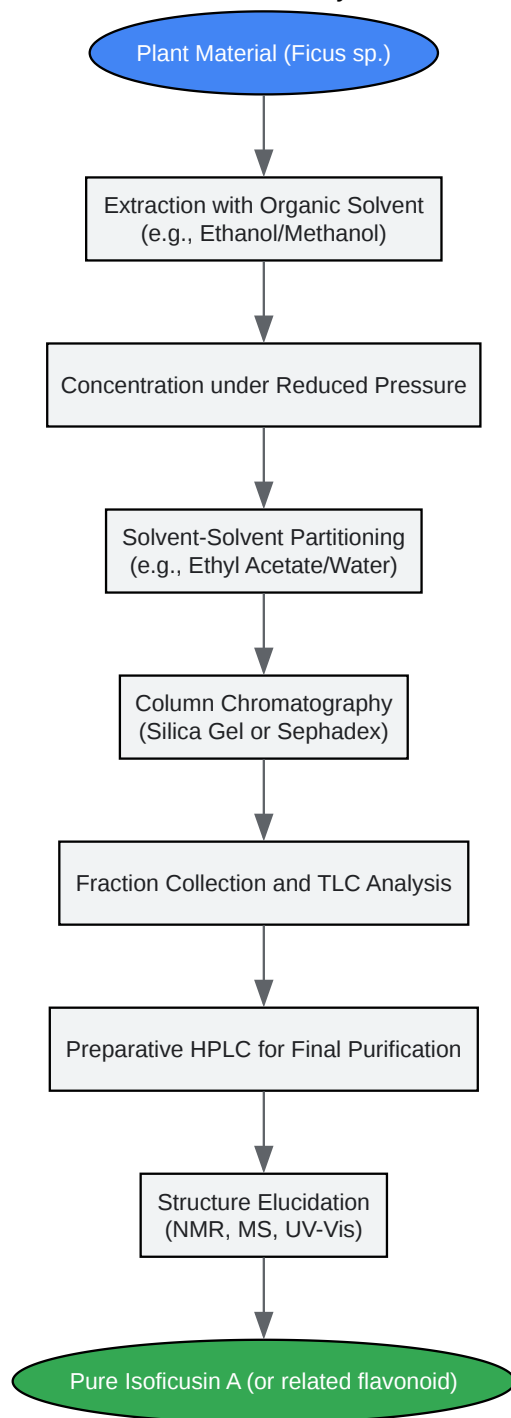 Plant Material (Ficus sp.)
Extraction with Organic Solvent
(e.g., Ethanol/Methanol)
Concentration under Reduced Pressure
Solvent-Solvent Partitioning
(e.g., Ethyl Acetate/Water)
Column Chromatography
(Silica Gel or Sephadex)
Fraction Collection and TLC Analysis
Preparative HPLC for Final Purification
Structure Elucidation
(NMR, MS, UV-Vis)
Pure Isoficusin A (or related flavonoid)